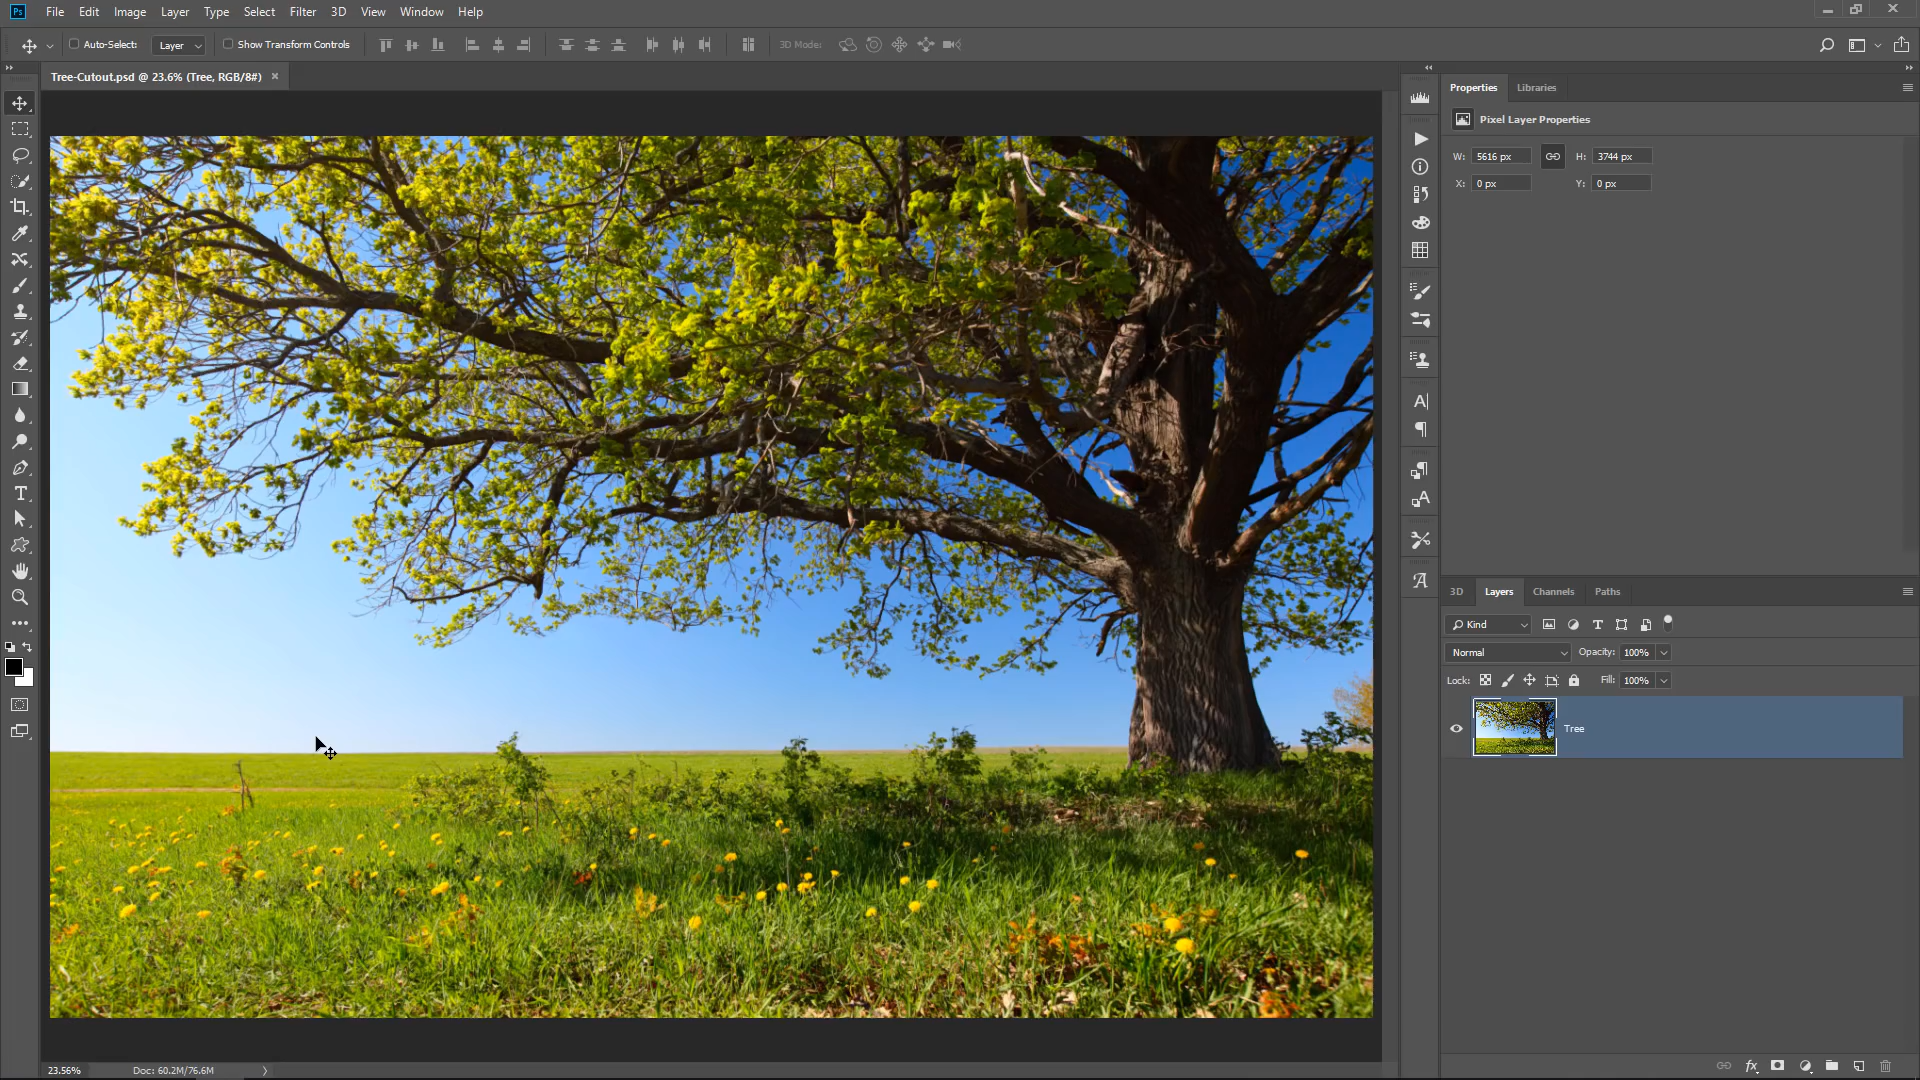 Ps File Edit Image Layer Type Select Filter 3D View Window Help
Auto-Select: Layer Show Transform Controls 3D Mode:
Tree-Cutout.psd @ 23.6% (Tree, RGB/8#) ×
Properties Libraries
Pixel Layer Properties
W: 5616 px H: 3744 px
X: 0 px Y: 0 px
3D Layers Channels Paths
Kind
Normal Opacity: 100%
Lock: Fill: 100%
Tree
23.56% Doc: 60.2M/76.6M